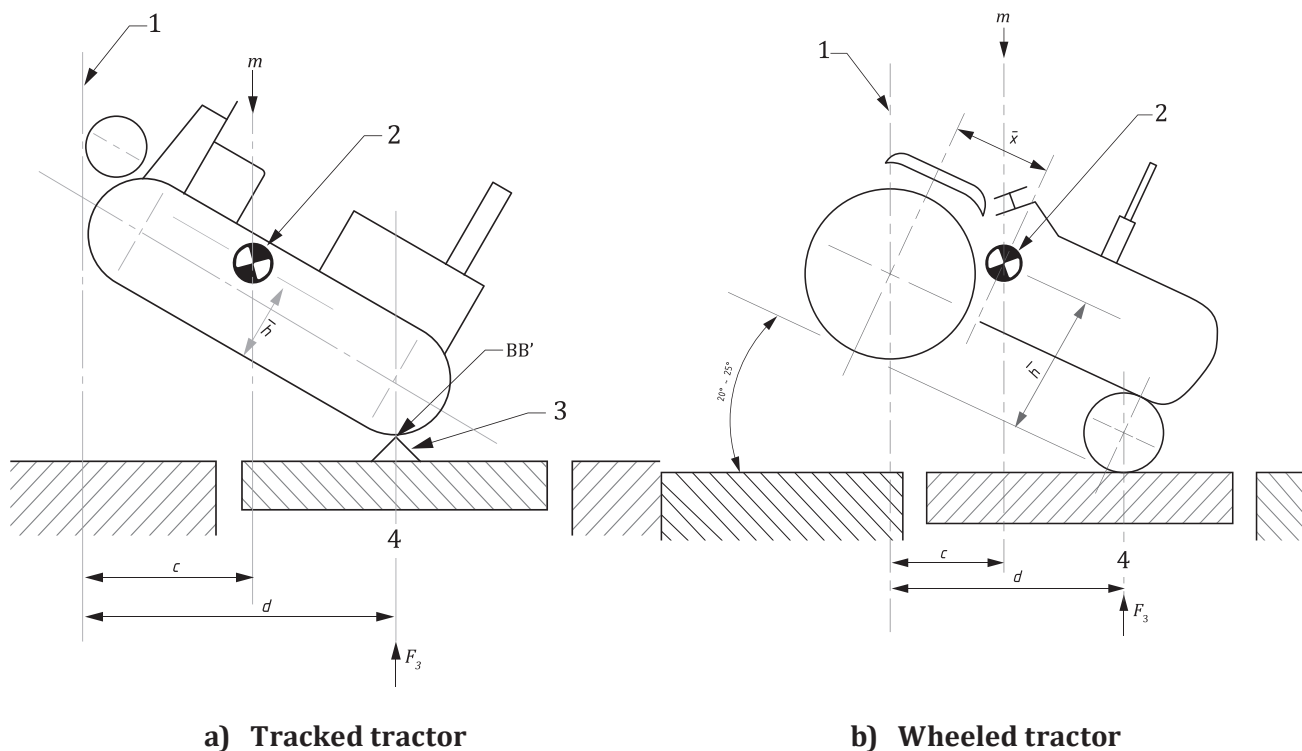 1
m
2
h̄
BB’
3
4
c
d
F3
a) Tracked tractor
m
1
x̄
2
h̄
20° - 25°
4
c
d
F3
b) Wheeled tractor